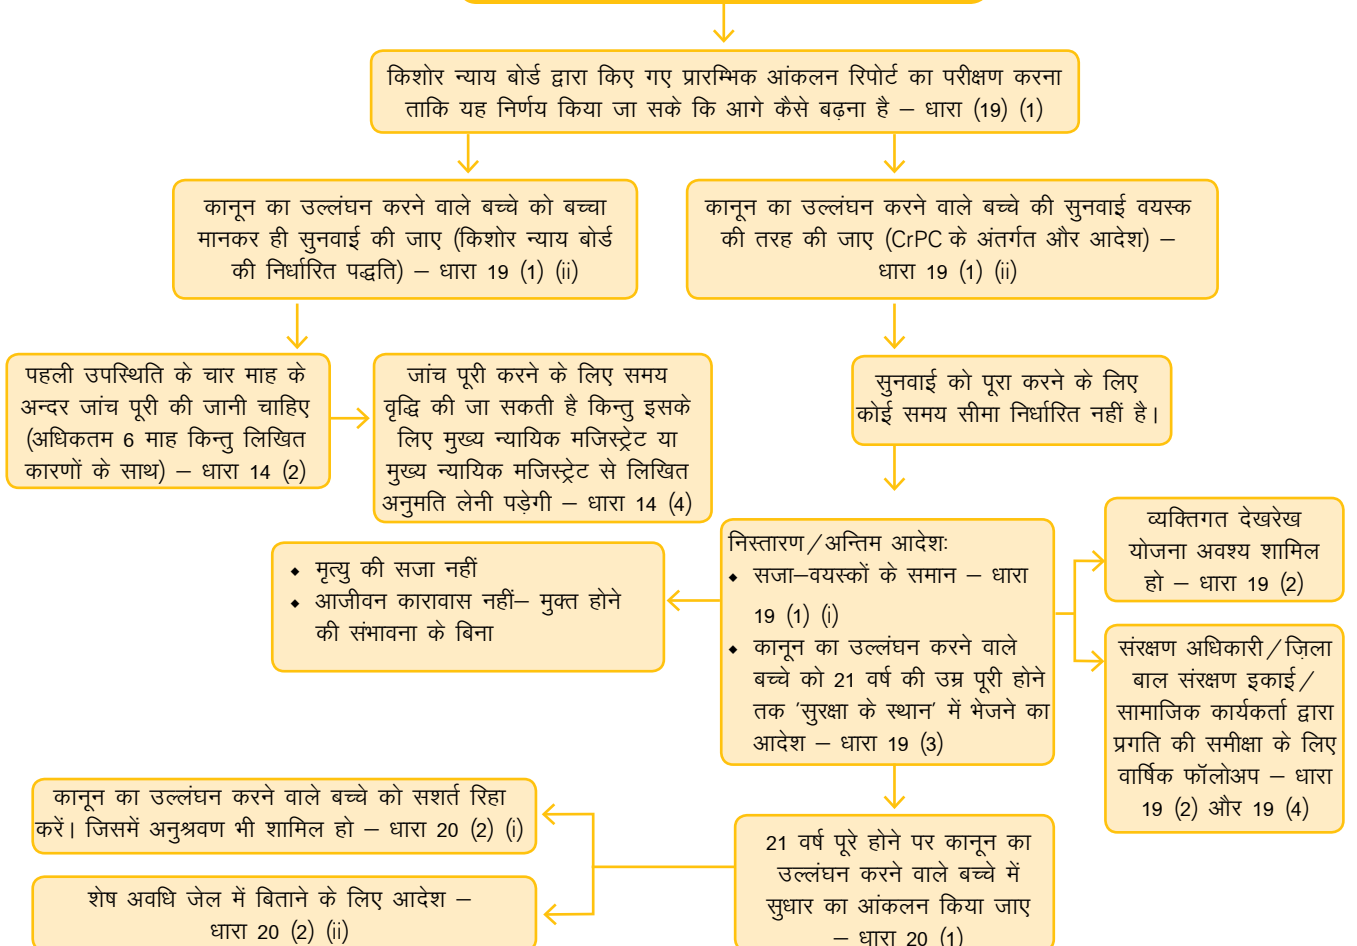 किशोर न्याय बोर्ड द्वारा किए गए प्रारम्भिक आंकलन रिपोर्ट का परीक्षण करना
ताकि यह निर्णय किया जा सके कि आगे कैसे बढ़ना है – धारा (19) (1)
कानून का उल्लंघन करने वाले बच्चे को बच्चा
मानकर ही सुनवाई की जाए (किशोर न्याय बोर्ड
की निर्धारित पद्धति) – धारा 19 (1) (ii)
कानून का उल्लंघन करने वाले बच्चे की सुनवाई वयस्क
की तरह की जाए (CrPC के अंतर्गत और आदेश) –
धारा 19 (1) (ii)
पहली उपस्थिति के चार माह के
अन्दर जांच पूरी की जानी चाहिए
(अधिकतम 6 माह किन्तु लिखित
कारणों के साथ) – धारा 14 (2)
जांच पूरी करने के लिए समय
वृद्धि की जा सकती है किन्तु इसके
लिए मुख्य न्यायिक मजिस्ट्रेट या
मुख्य न्यायिक मजिस्ट्रेट से लिखित
अनुमति लेनी पड़ेगी – धारा 14 (4)
सुनवाई को पूरा करने के लिए
कोई समय सीमा निर्धारित नहीं है।
निस्तारण/अन्तिम आदेशः
◆ सजा–वयस्कों के समान – धारा
19 (1) (i)
◆ कानून का उल्लंघन करने वाले
बच्चे को 21 वर्ष की उम्र पूरी होने
तक 'सुरक्षा के स्थान' में भेजने का
आदेश – धारा 19 (3)
◆ मृत्यु की सजा नहीं
◆ आजीवन कारावास नहीं– मुक्त होने
की संभावना के बिना
व्यक्तिगत देखरेख
योजना अवश्य शामिल
हो – धारा 19 (2)
संरक्षण अधिकारी/ज़िला
बाल संरक्षण इकाई/
सामाजिक कार्यकर्ता द्वारा
प्रगति की समीक्षा के लिए
वार्षिक फॉलोअप – धारा
19 (2) और 19 (4)
21 वर्ष पूरे होने पर कानून का
उल्लंघन करने वाले बच्चे में
सुधार का आंकलन किया जाए
– धारा 20 (1)
कानून का उल्लंघन करने वाले बच्चे को सशर्त रिहा
करें। जिसमें अनुश्रवण भी शामिल हो – धारा 20 (2) (i)
शेष अवधि जेल में बिताने के लिए आदेश –
धारा 20 (2) (ii)